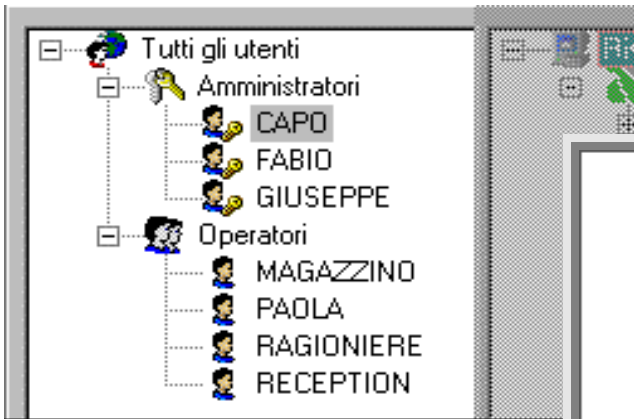 Tutti gli utenti
Amministratori
CAPO
FABIO
GIUSEPPE
Operatori
MAGAZZINO
PAOLA
RAGIONIERE
RECEPTION